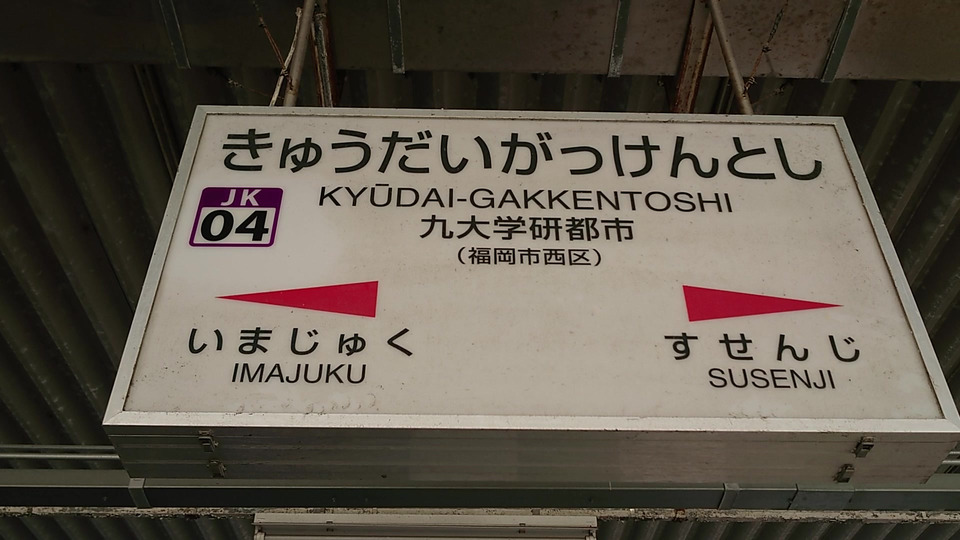 きゅうだいがっけんとし
JK
04
KYŪDAI-GAKKENTOSHI
九大学研都市
（福岡市西区）
いまじゅく
IMAJUKU
すせんじ
SUSENJI